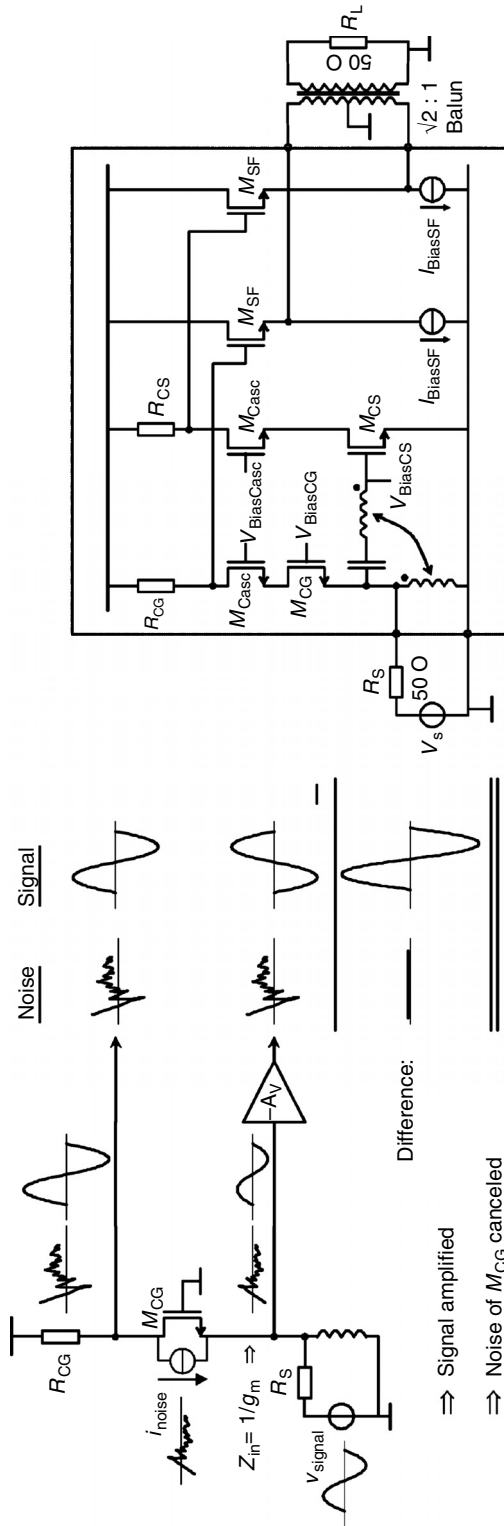 Noise
Signal
R_CG
i_noise
M_CG
Z_in = 1/g_m ⇒
R_S
v_signal
–A_V
–
Difference:
⇒ Signal amplified
⇒ Noise of M_CG canceled
R_CG
R_CS
M_Casc
V_BiasCasc
M_Casc
M_CG
V_BiasCG
M_CS
V_BiasCS
R_S
50 O
V_s
M_SF
M_SF
I_BiasSF
I_BiasSF
R_L
50 O
√2 : 1
Balun